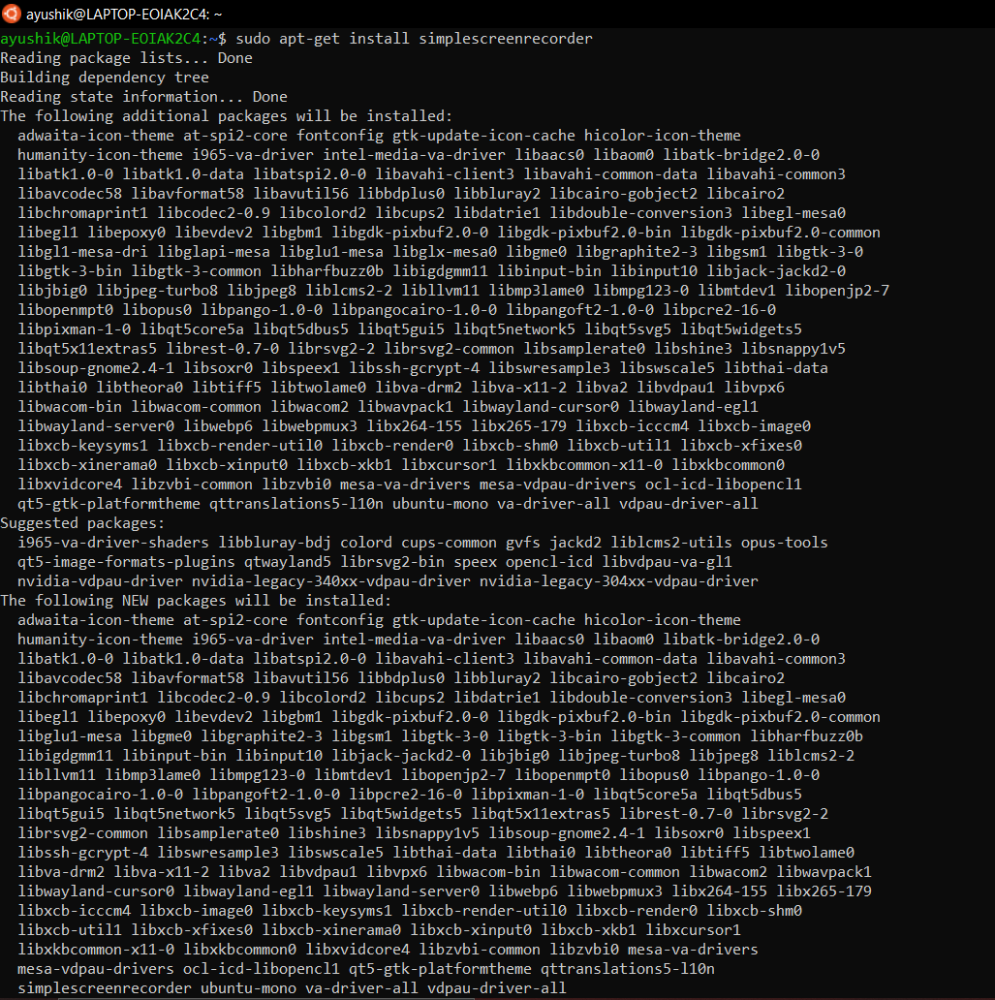 ayushik@LAPTOP-EOIAK2C4: ~
ayushik@LAPTOP-EOIAK2C4:~$ sudo apt-get install simplescreenrecorder
Reading package lists... Done
Building dependency tree
Reading state information... Done
The following additional packages will be installed:
  adwaita-icon-theme at-spi2-core fontconfig gtk-update-icon-cache hicolor-icon-theme
  humanity-icon-theme i965-va-driver intel-media-va-driver libaacs0 libaom0 libatk-bridge2.0-0
  libatk1.0-0 libatk1.0-data libatspi2.0-0 libavahi-client3 libavahi-common-data libavahi-common3
  libavcodec58 libavformat58 libavutil56 libbdplus0 libbluray2 libcairo-gobject2 libcairo2
  libchromaprint1 libcodec2-0.9 libcolord2 libcups2 libdatrie1 libdouble-conversion3 libegl-mesa0
  libegl1 libepoxy0 libevdev2 libgbm1 libgdk-pixbuf2.0-0 libgdk-pixbuf2.0-bin libgdk-pixbuf2.0-common
  libgl1-mesa-dri libglapi-mesa libglu1-mesa libglx-mesa0 libgme0 libgraphite2-3 libgsm1 libgtk-3-0
  libgtk-3-bin libgtk-3-common libharfbuzz0b libigdgmm11 libinput-bin libinput10 libjack-jackd2-0
  libjbig0 libjpeg-turbo8 libjpeg8 liblcms2-2 libllvm11 libmp3lame0 libmpg123-0 libmtdev1 libopenjp2-7
  libopenmpt0 libopus0 libpango-1.0-0 libpangocairo-1.0-0 libpangoft2-1.0-0 libpcre2-16-0
  libpixman-1-0 libqt5core5a libqt5dbus5 libqt5gui5 libqt5network5 libqt5svg5 libqt5widgets5
  libqt5x11extras5 librest-0.7-0 librsvg2-2 librsvg2-common libsamplerate0 libshine3 libsnappy1v5
  libsoup-gnome2.4-1 libsoxr0 libspeex1 libssh-gcrypt-4 libswresample3 libswscale5 libthai-data
  libthai0 libtheora0 libtiff5 libtwolame0 libva-drm2 libva-x11-2 libva2 libvdpau1 libvpx6
  libwacom-bin libwacom-common libwacom2 libwavpack1 libwayland-cursor0 libwayland-egl1
  libwayland-server0 libwebp6 libwebpmux3 libx264-155 libx265-179 libxcb-icccm4 libxcb-image0
  libxcb-keysyms1 libxcb-render-util0 libxcb-render0 libxcb-shm0 libxcb-util1 libxcb-xfixes0
  libxcb-xinerama0 libxcb-xinput0 libxcb-xkb1 libxcursor1 libxkbcommon-x11-0 libxkbcommon0
  libxvidcore4 libzvbi-common libzvbi0 mesa-va-drivers mesa-vdpau-drivers ocl-icd-libopencl1
  qt5-gtk-platformtheme qttranslations5-l10n ubuntu-mono va-driver-all vdpau-driver-all
Suggested packages:
  i965-va-driver-shaders libbluray-bdj colord cups-common gvfs jackd2 liblcms2-utils opus-tools
  qt5-image-formats-plugins qtwayland5 librsvg2-bin speex opencl-icd libvdpau-va-gl1
  nvidia-vdpau-driver nvidia-legacy-340xx-vdpau-driver nvidia-legacy-304xx-vdpau-driver
The following NEW packages will be installed:
  adwaita-icon-theme at-spi2-core fontconfig gtk-update-icon-cache hicolor-icon-theme
  humanity-icon-theme i965-va-driver intel-media-va-driver libaacs0 libaom0 libatk-bridge2.0-0
  libatk1.0-0 libatk1.0-data libatspi2.0-0 libavahi-client3 libavahi-common-data libavahi-common3
  libavcodec58 libavformat58 libavutil56 libbdplus0 libbluray2 libcairo-gobject2 libcairo2
  libchromaprint1 libcodec2-0.9 libcolord2 libcups2 libdatrie1 libdouble-conversion3 libegl-mesa0
  libegl1 libepoxy0 libevdev2 libgbm1 libgdk-pixbuf2.0-0 libgdk-pixbuf2.0-bin libgdk-pixbuf2.0-common
  libglu1-mesa libgme0 libgraphite2-3 libgsm1 libgtk-3-0 libgtk-3-bin libgtk-3-common libharfbuzz0b
  libigdgmm11 libinput-bin libinput10 libjack-jackd2-0 libjbig0 libjpeg-turbo8 libjpeg8 liblcms2-2
  libllvm11 libmp3lame0 libmpg123-0 libmtdev1 libopenjp2-7 libopenmpt0 libopus0 libpango-1.0-0
  libpangocairo-1.0-0 libpangoft2-1.0-0 libpcre2-16-0 libpixman-1-0 libqt5core5a libqt5dbus5
  libqt5gui5 libqt5network5 libqt5svg5 libqt5widgets5 libqt5x11extras5 librest-0.7-0 librsvg2-2
  librsvg2-common libsamplerate0 libshine3 libsnappy1v5 libsoup-gnome2.4-1 libsoxr0 libspeex1
  libssh-gcrypt-4 libswresample3 libswscale5 libthai-data libthai0 libtheora0 libtiff5 libtwolame0
  libva-drm2 libva-x11-2 libva2 libvdpau1 libvpx6 libwacom-bin libwacom-common libwacom2 libwavpack1
  libwayland-cursor0 libwayland-egl1 libwayland-server0 libwebp6 libwebpmux3 libx264-155 libx265-179
  libxcb-icccm4 libxcb-image0 libxcb-keysyms1 libxcb-render-util0 libxcb-render0 libxcb-shm0
  libxcb-util1 libxcb-xfixes0 libxcb-xinerama0 libxcb-xinput0 libxcb-xkb1 libxcursor1
  libxkbcommon-x11-0 libxkbcommon0 libxvidcore4 libzvbi-common libzvbi0 mesa-va-drivers
  mesa-vdpau-drivers ocl-icd-libopencl1 qt5-gtk-platformtheme qttranslations5-l10n
  simplescreenrecorder ubuntu-mono va-driver-all vdpau-driver-all